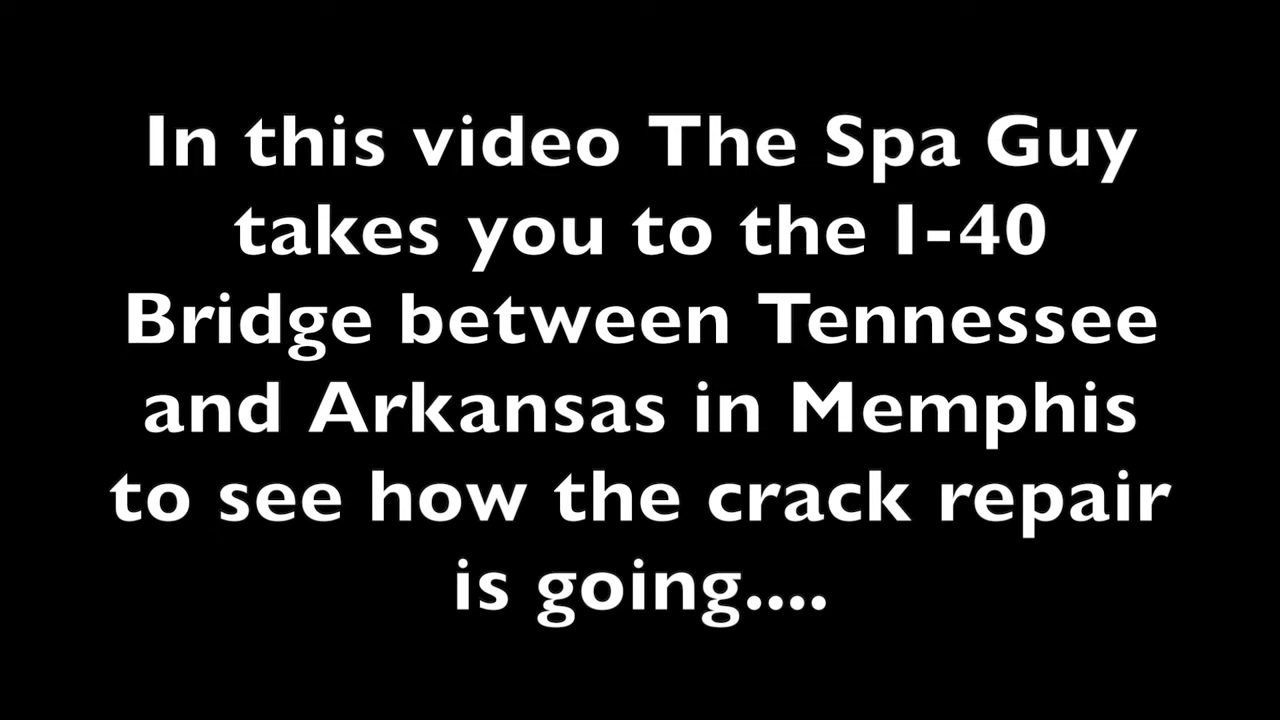 In this video The Spa Guy
takes you to the I-40
Bridge between Tennessee
and Arkansas in Memphis
to see how the crack repair
is going....